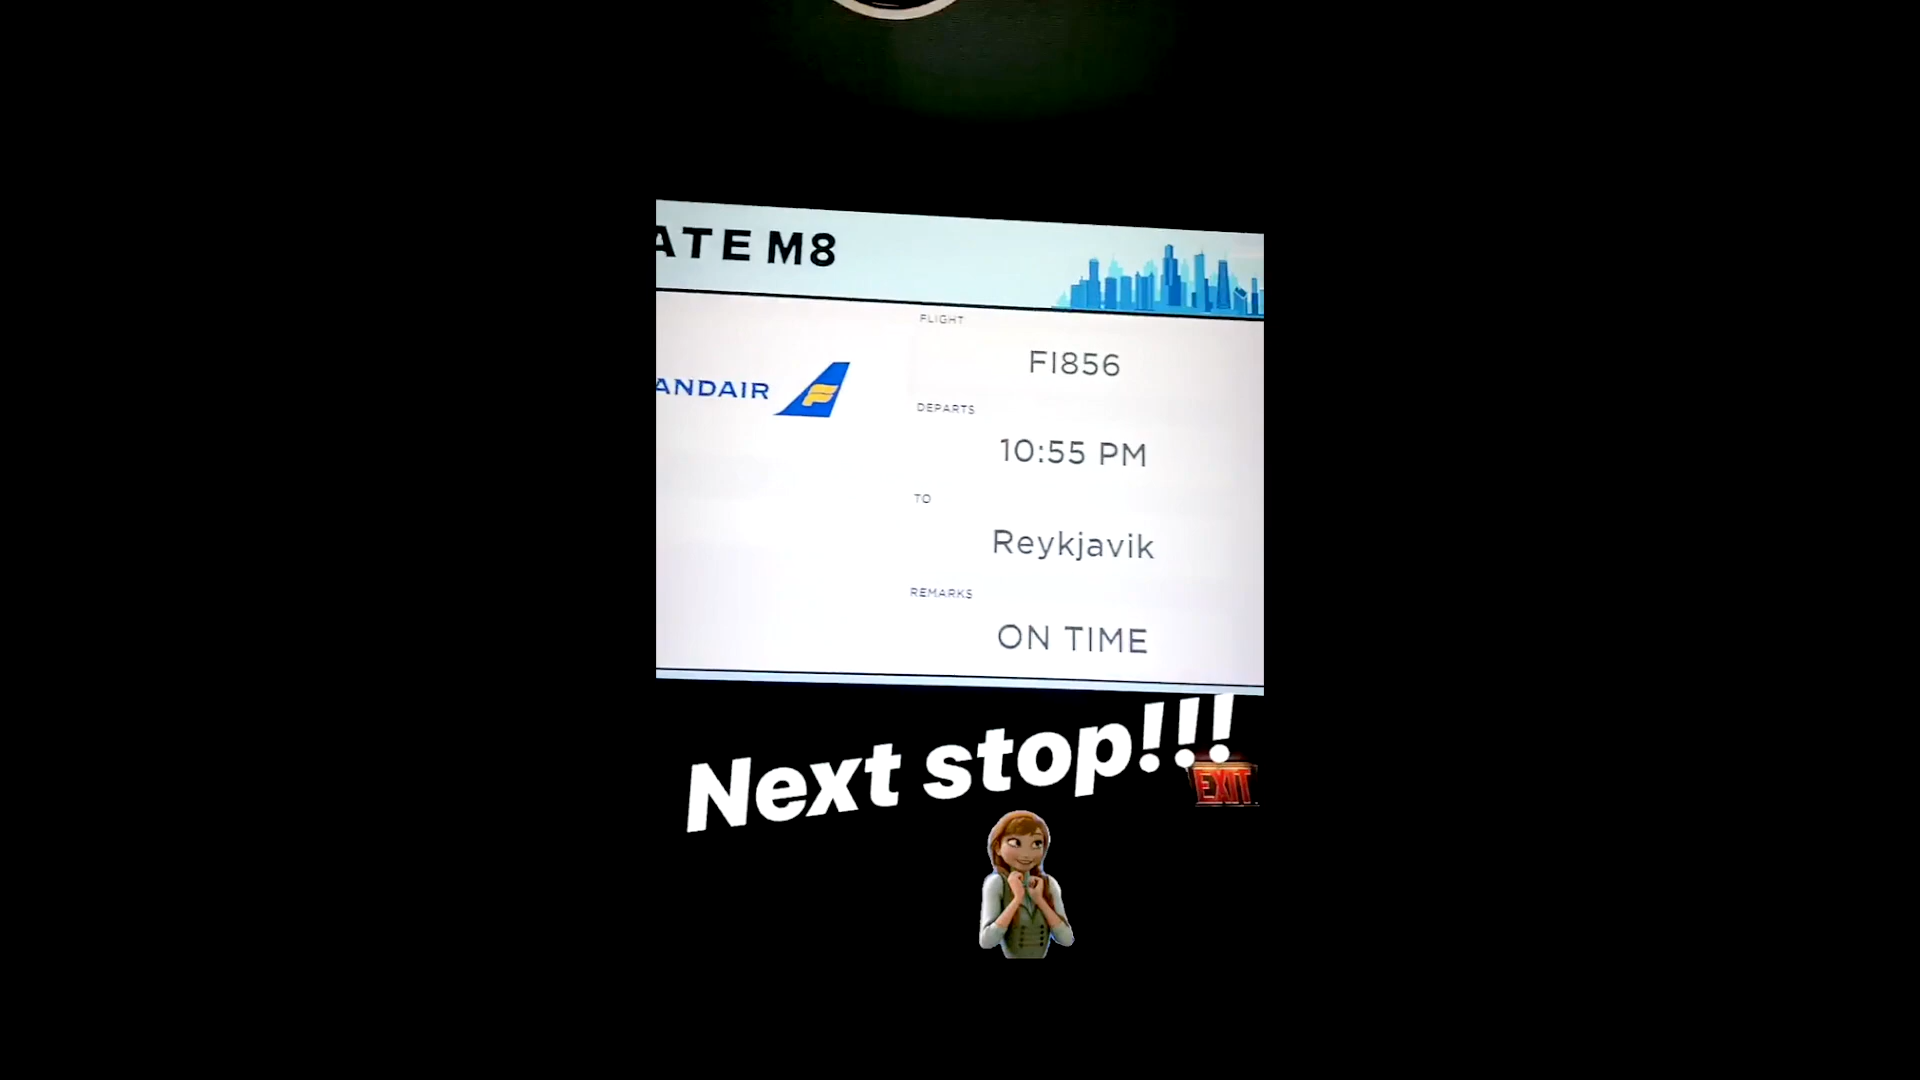 ATE M8
FLIGHT
FI856
ANDAIR
DEPARTS
10:55 PM
TO
Reykjavik
REMARKS
ON TIME
Next stop!!!
EXIT